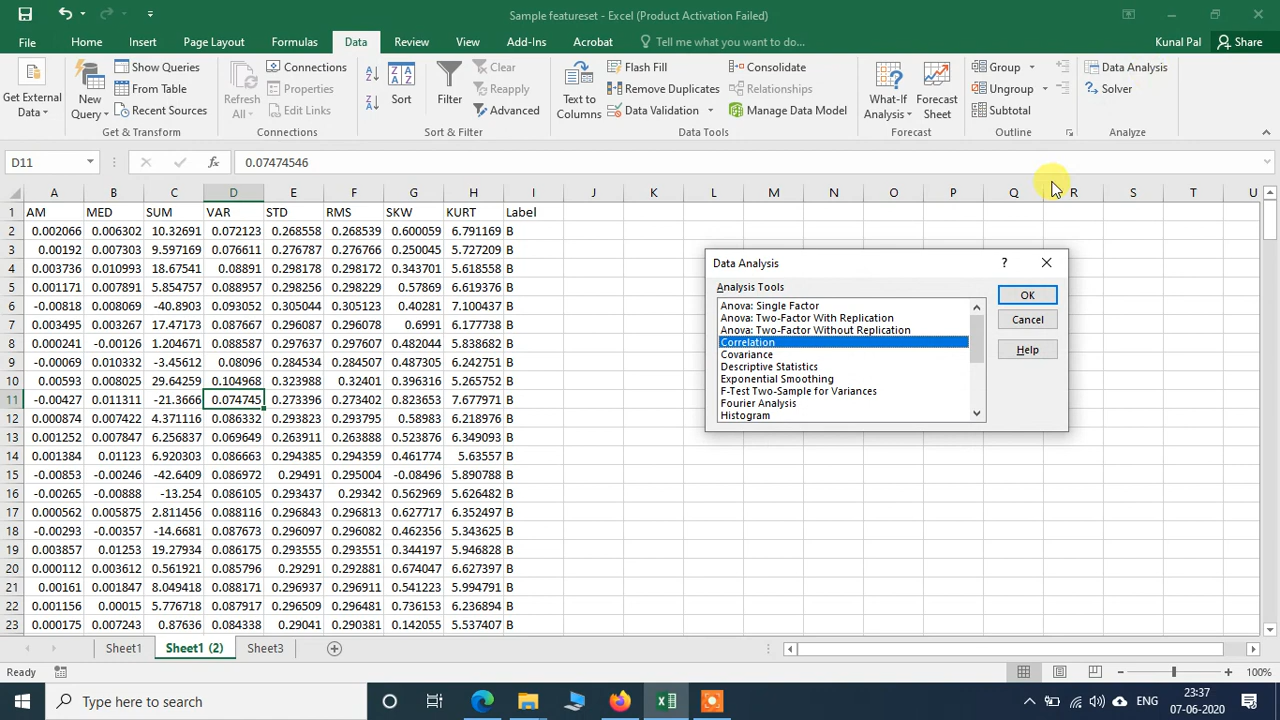 Sample featureset - Excel (Product Activation Failed)
File Home Insert Page Layout Formulas Data Review View Add-Ins Acrobat Tell me what you want to do... Kunal Pal Share
Get External Data
New Query
Show Queries
From Table
Recent Sources
Get & Transform
Refresh All
Connections
Properties
Edit Links
Connections
Sort
Filter
Clear
Reapply
Advanced
Sort & Filter
Text to Columns
Flash Fill
Remove Duplicates
Data Validation
Consolidate
Relationships
Manage Data Model
Data Tools
What-If Analysis
Forecast Sheet
Forecast
Group
Ungroup
Subtotal
Outline
Data Analysis
Solver
Analyze
D11 fx 0.07474546
A B C D E F G H I J K L M N O P Q R S T U
1 AM MED SUM VAR STD RMS SKW KURT Label
2 0.002066 0.006302 10.32691 0.072123 0.268558 0.268539 0.600059 6.791169 B
3 0.00192 0.007303 9.597169 0.076611 0.276787 0.276766 0.250045 5.727209 B
4 0.003736 0.010993 18.67541 0.08891 0.298178 0.298172 0.343701 5.618558 B
5 0.001171 0.007891 5.854757 0.088957 0.298256 0.298229 0.57869 6.619376 B
6 -0.00818 0.008069 -40.8903 0.093052 0.305044 0.305123 0.40281 7.100437 B
7 0.003495 0.003267 17.47173 0.087667 0.296087 0.296078 0.6991 6.177738 B
8 0.000241 -0.00126 1.204671 0.088587 0.297637 0.297607 0.482044 5.838682 B
9 -0.00069 0.010332 -3.45612 0.08096 0.284534 0.284507 0.487305 6.242751 B
10 0.00593 0.008025 29.64259 0.104968 0.323988 0.32401 0.396316 5.265752 B
11 -0.00427 0.011311 -21.3666 0.074745 0.273396 0.273402 0.823653 7.677971 B
12 0.000874 0.007422 4.371116 0.086332 0.293823 0.293795 0.58983 6.218976 B
13 0.001252 0.007847 6.256837 0.069649 0.263911 0.263888 0.523876 6.349093 B
14 0.001384 0.01123 6.920303 0.086663 0.294385 0.294359 0.461774 5.63557 B
15 -0.00853 -0.00246 -42.6409 0.086972 0.29491 0.295004 -0.08496 5.890788 B
16 -0.00265 -0.00888 -13.254 0.086105 0.293437 0.29342 0.562969 5.626482 B
17 0.000562 0.005875 2.811456 0.088116 0.296843 0.296813 0.627717 6.352497 B
18 -0.00293 -0.00357 -14.6681 0.087673 0.296096 0.296082 0.462356 5.343625 B
19 0.003857 0.01253 19.27934 0.086175 0.293555 0.293551 0.344197 5.946828 B
20 0.000112 0.003612 0.561921 0.085796 0.29291 0.292881 0.674047 6.627397 B
21 0.00161 0.001847 8.049418 0.088171 0.296937 0.296911 0.541223 5.994791 B
22 0.001156 0.00015 5.776718 0.087917 0.296509 0.296481 0.736153 6.236894 B
23 0.000175 0.007243 0.87636 0.084338 0.29041 0.290381 0.142055 5.537407 B
Data Analysis ?
Analysis Tools
Anova: Single Factor
Anova: Two-Factor With Replication
Anova: Two-Factor Without Replication
Correlation
Covariance
Descriptive Statistics
Exponential Smoothing
F-Test Two-Sample for Variances
Fourier Analysis
Histogram
OK
Cancel
Help
Sheet1 Sheet1 (2) Sheet3
Ready 100%
Type here to search
ENG
23:37
07-06-2020